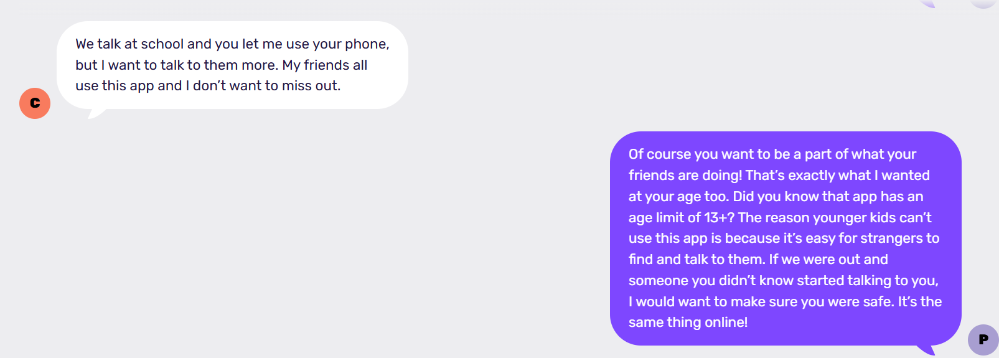 We talk at school and you let me use your phone,
but I want to talk to them more. My friends all
use this app and I don’t want to miss out.
C
Of course you want to be a part of what your
friends are doing! That’s exactly what I wanted
at your age too. Did you know that app has an
age limit of 13+? The reason younger kids can’t
use this app is because it’s easy for strangers to
find and talk to them. If we were out and
someone you didn’t know started talking to you,
I would want to make sure you were safe. It’s the
same thing online!
P